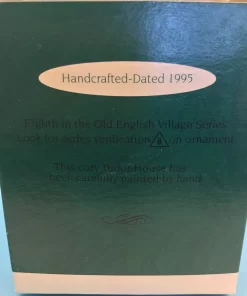 Handcrafted-Dated 1995
Eighth in the Old English Village Series
Look for series verification 8 on ornament
This cozy Tudor House has
been carefully painted by hand.